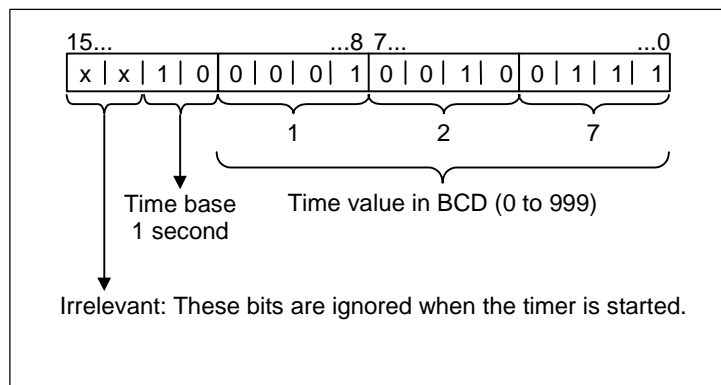 15... ...8 7... ...0
x x 1 0 0 0 0 1 0 0 1 0 0 1 1 1
1 2 7
Time base Time value in BCD (0 to 999)
1 second
Irrelevant: These bits are ignored when the timer is started.